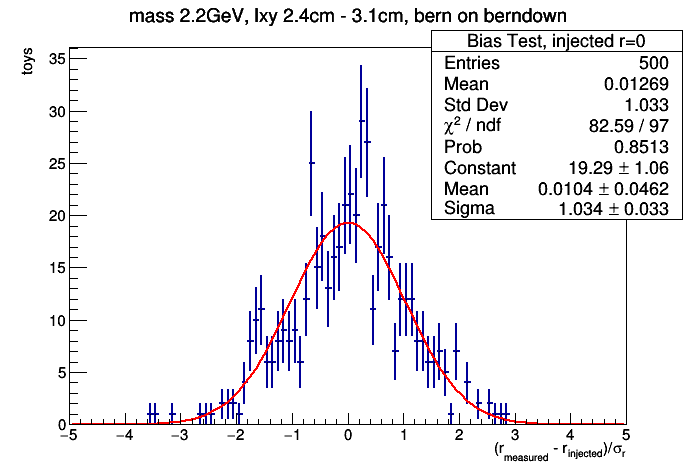 mass 2.2GeV, lxy 2.4cm - 3.1cm, bern on berndown
Bias Test, injected r=0
Entries 500
Mean 0.01269
Std Dev 1.033
χ² / ndf 82.59 / 97
Prob 0.8513
Constant 19.29 ± 1.06
Mean 0.0104 ± 0.0462
Sigma 1.034 ± 0.033
toys
35
30
25
20
15
10
5
0
−5 −4 −3 −2 −1 0 1 2 3 4 5
(r_measured - r_injected)/σ_r